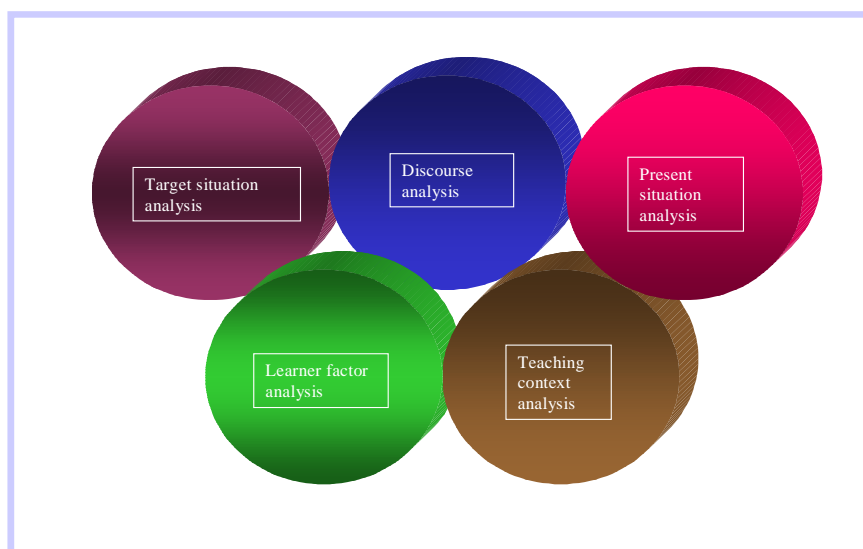 Target situation
analysis
Discourse
analysis
Present
situation
analysis
Learner factor
analysis
Teaching
context
analysis